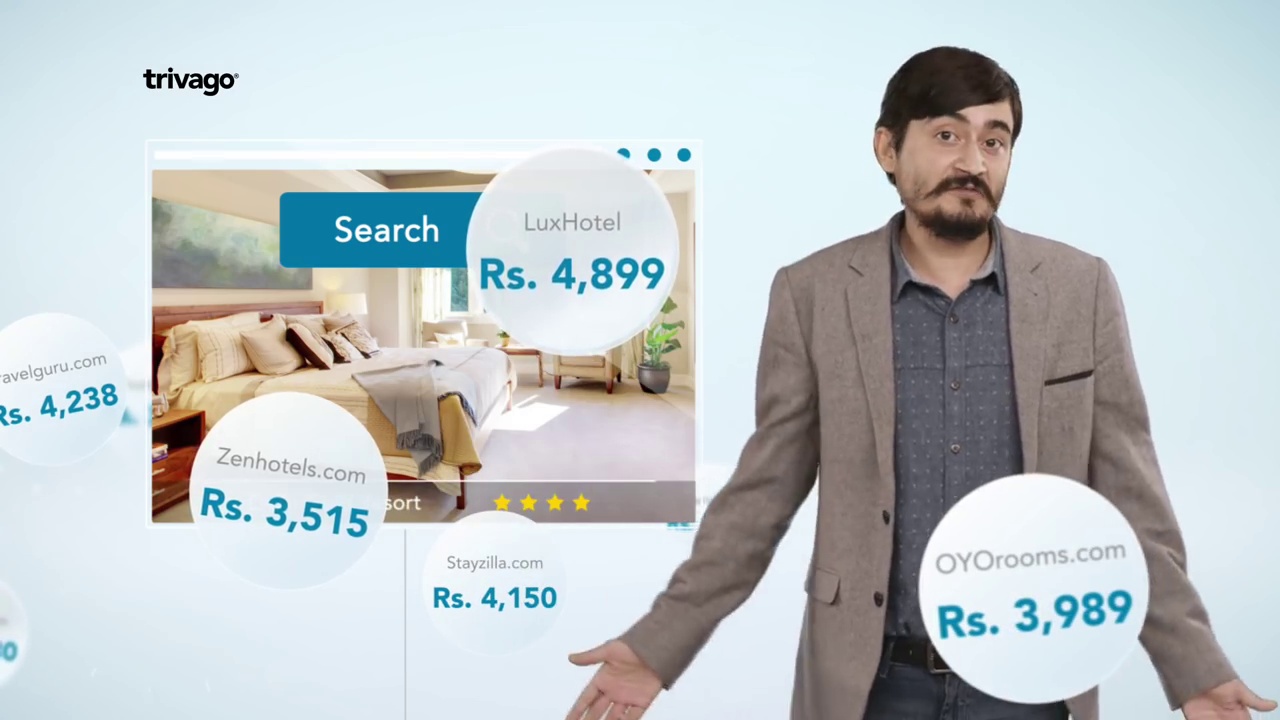 trivago
Search
LuxHotel
Rs. 4,899
ravelguru.com
Rs. 4,238
Zenhotels.com
Rs. 3,515
sort
Stayzilla.com
Rs. 4,150
OYOrooms.com
Rs. 3,989